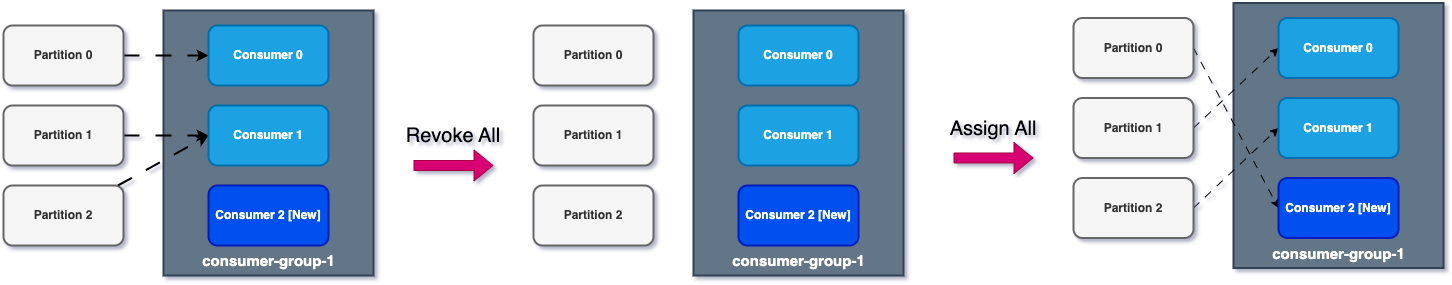 Partition 0
Consumer 0
Partition 1
Consumer 1
Partition 2
Consumer 2 [New]
consumer-group-1
Revoke All
Partition 0
Consumer 0
Partition 1
Consumer 1
Partition 2
Consumer 2 [New]
consumer-group-1
Assign All
Partition 0
Consumer 0
Partition 1
Consumer 1
Partition 2
Consumer 2 [New]
consumer-group-1